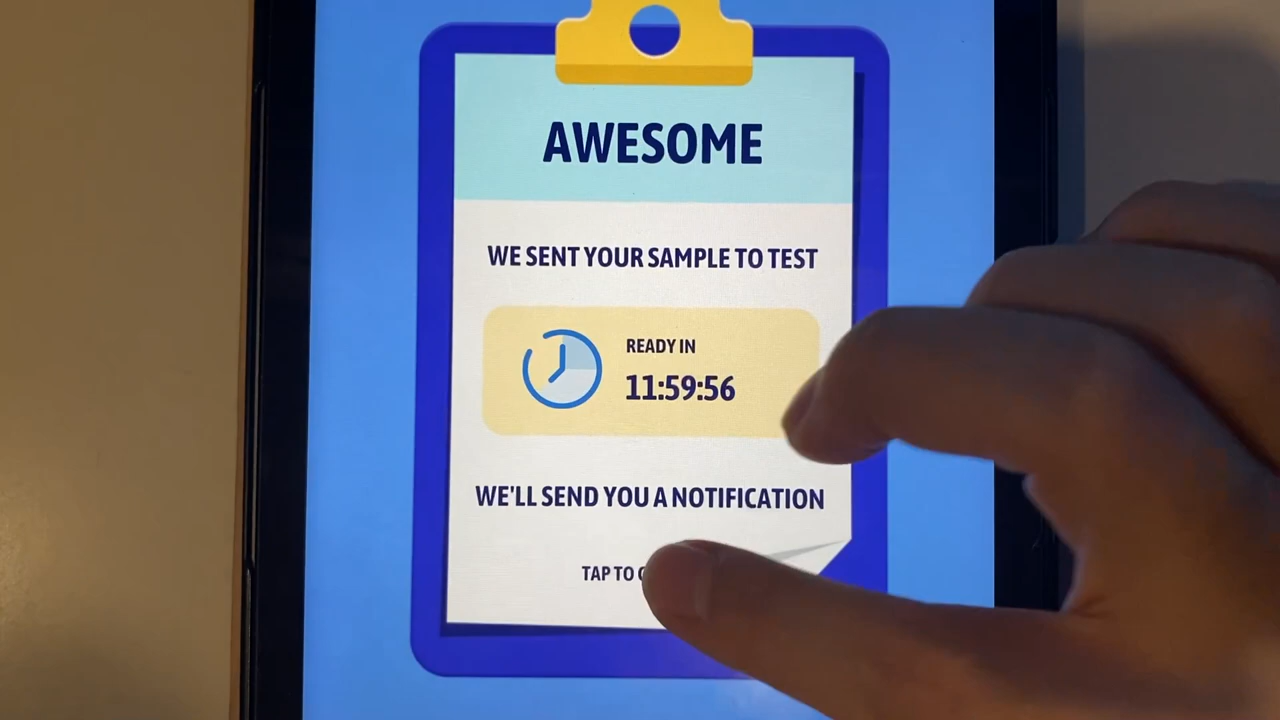 AWESOME
WE SENT YOUR SAMPLE TO TEST
READY IN
11:59:56
WE'LL SEND YOU A NOTIFICATION
TAP TO